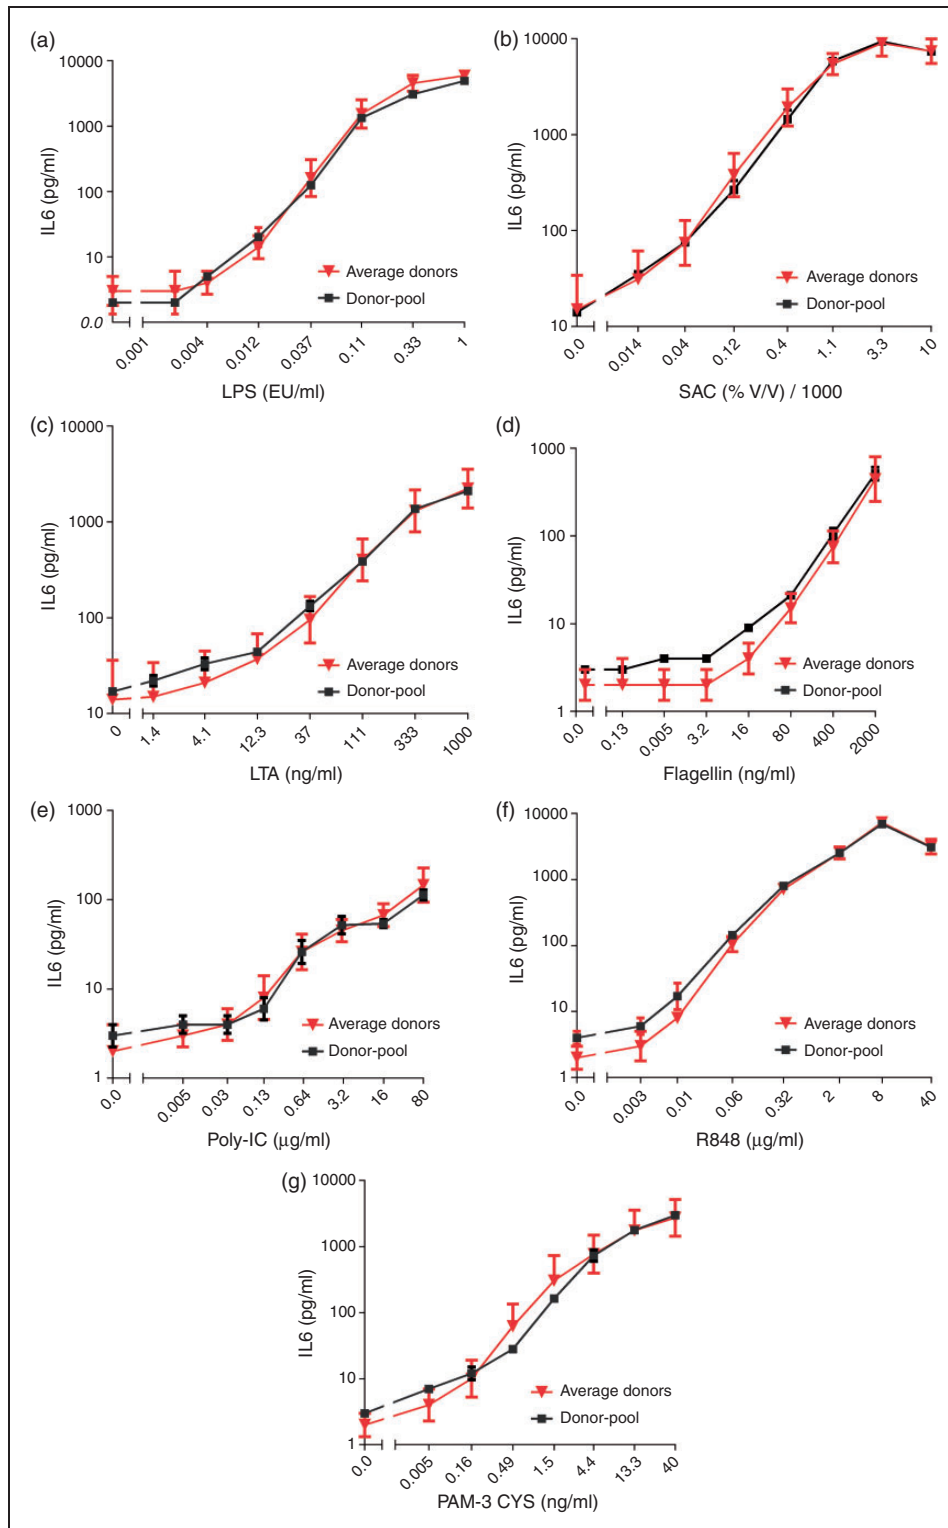 (a)
10000
1000
100
10
0.0
IL6 (pg/ml)
Average donors
Donor-pool
0.001
0.004
0.012
0.037
0.11
0.33
1
LPS (EU/ml)
(b)
10000
1000
100
10
IL6 (pg/ml)
Average donors
Donor-pool
0.0
0.014
0.04
0.12
0.4
1.1
3.3
10
SAC (% V/V) / 1000
(c)
10000
1000
100
10
IL6 (pg/ml)
Average donors
Donor-pool
0
1.4
4.1
12.3
37
111
333
1000
LTA (ng/ml)
(d)
1000
100
10
1
IL6 (pg/ml)
Average donors
Donor-pool
0.0
0.13
0.005
3.2
16
80
400
2000
Flagellin (ng/ml)
(e)
1000
100
10
1
IL6 (pg/ml)
Average donors
Donor-pool
0.0
0.005
0.03
0.13
0.64
3.2
16
80
Poly-IC (μg/ml)
(f)
10000
1000
100
10
1
IL6 (pg/ml)
Average donors
Donor-pool
0.0
0.003
0.01
0.06
0.32
2
8
40
R848 (μg/ml)
(g)
10000
1000
100
10
1
IL6 (pg/ml)
Average donors
Donor-pool
0.0
0.005
0.16
0.49
1.5
4.4
13.3
40
PAM-3 CYS (ng/ml)